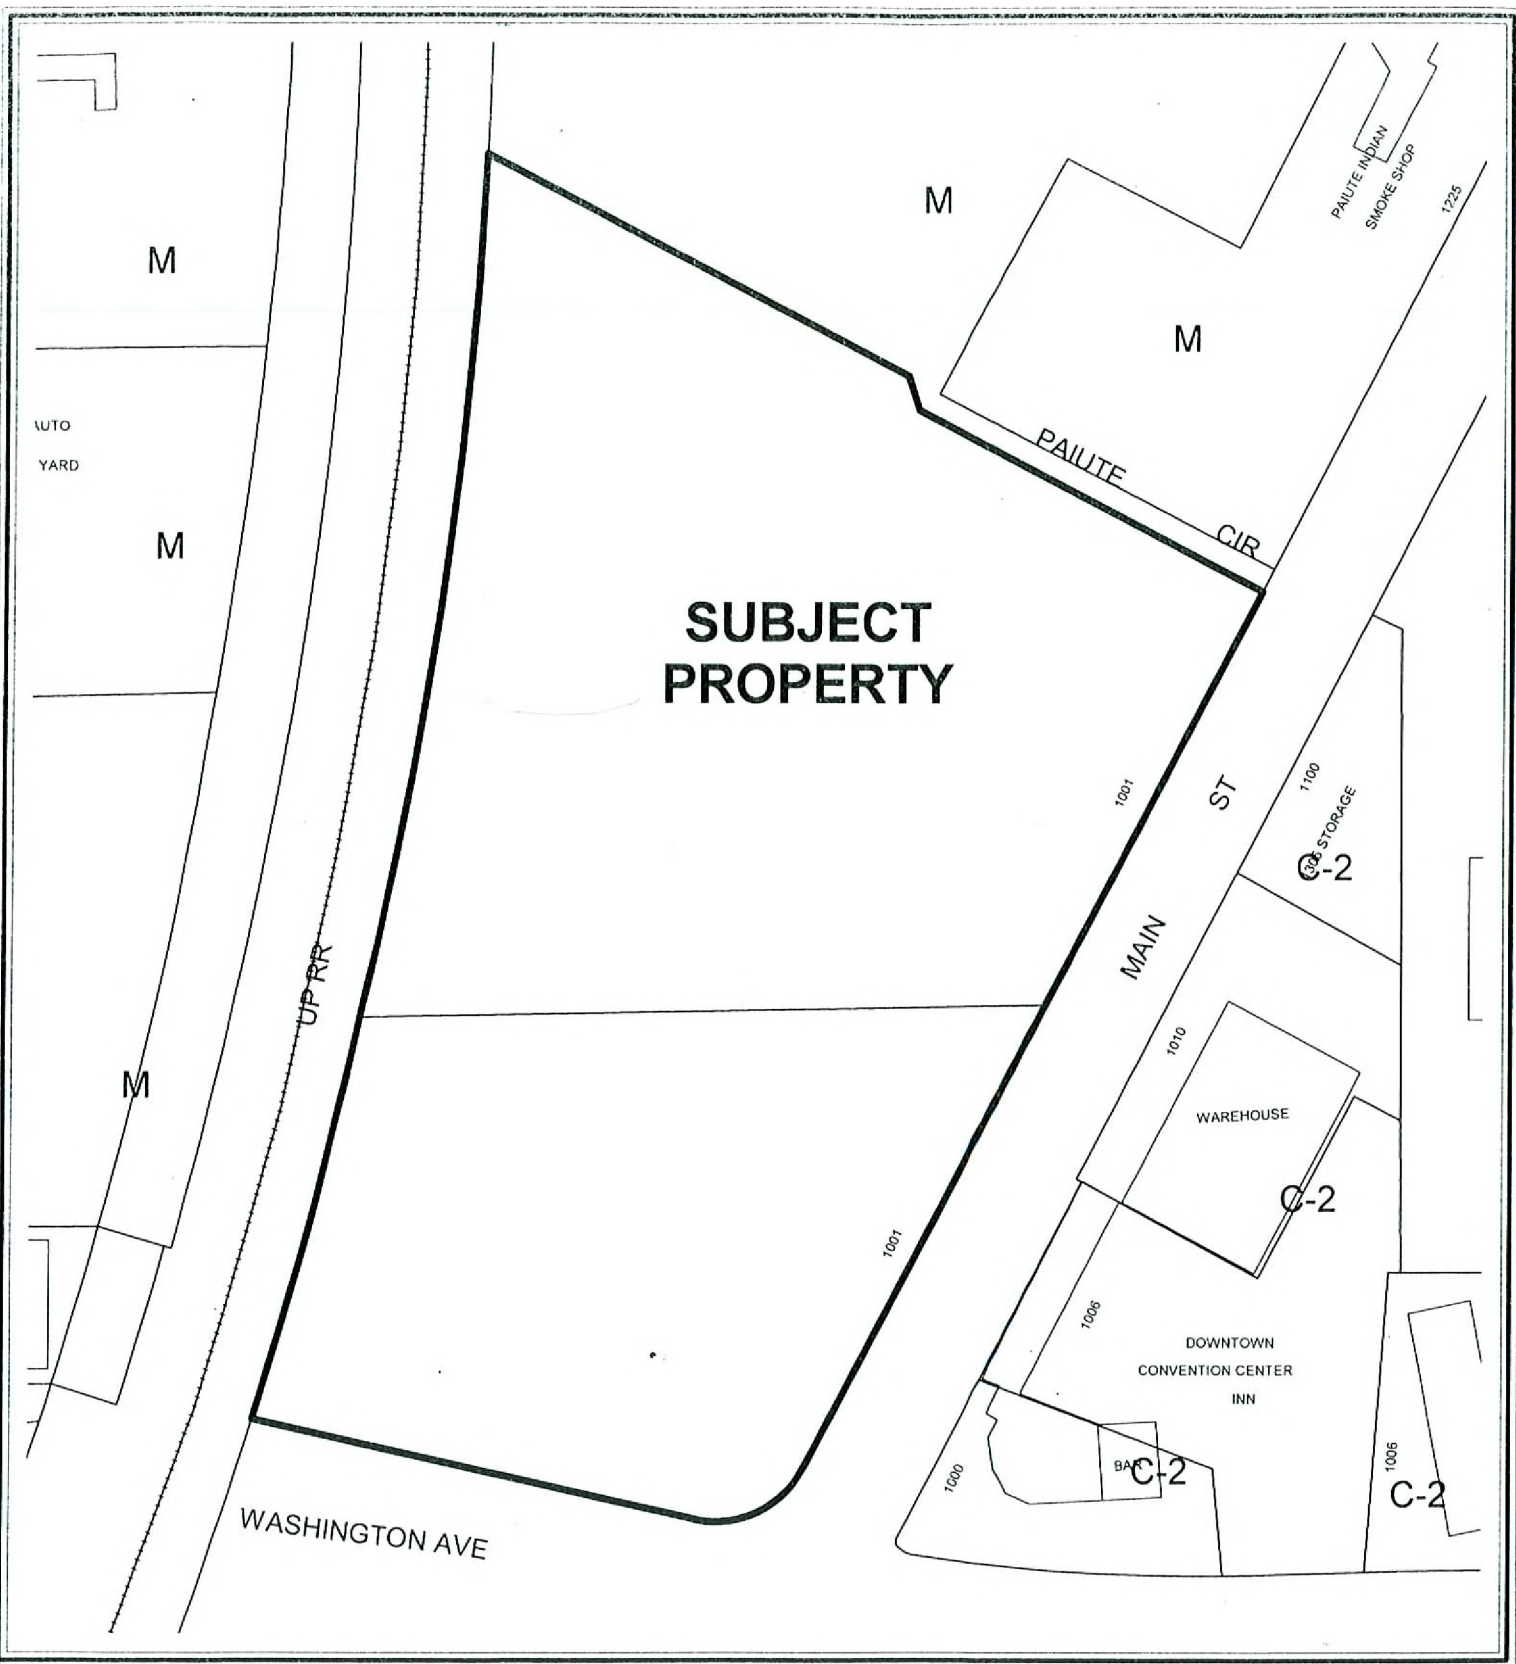 PAIUTE INDIAN
SMOKE SHOP
1225
M
M
M
M
PAIUTE
CIR
YARD
M
SUBJECT
PROPERTY
1001
ST
1100
STORAGE
C-2
MAIN
UP RR
1010
M
WAREHOUSE
C-2
1001
1006
DOWNTOWN
CONVENTION CENTER
INN
1000
BAR
C-2
1006
C-2
WASHINGTON AVE